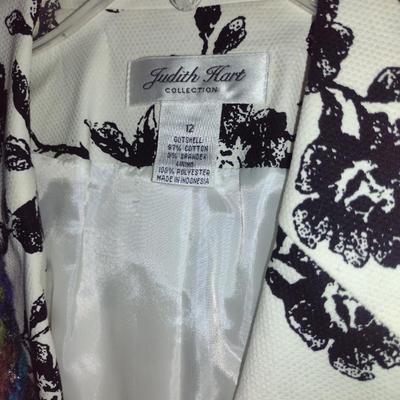 Judith Hart
COLLECTION
12
OUTSHELL
97% COTTON
3% SPANDEX
LINING
100% POLYESTER
MADE IN INDONESIA